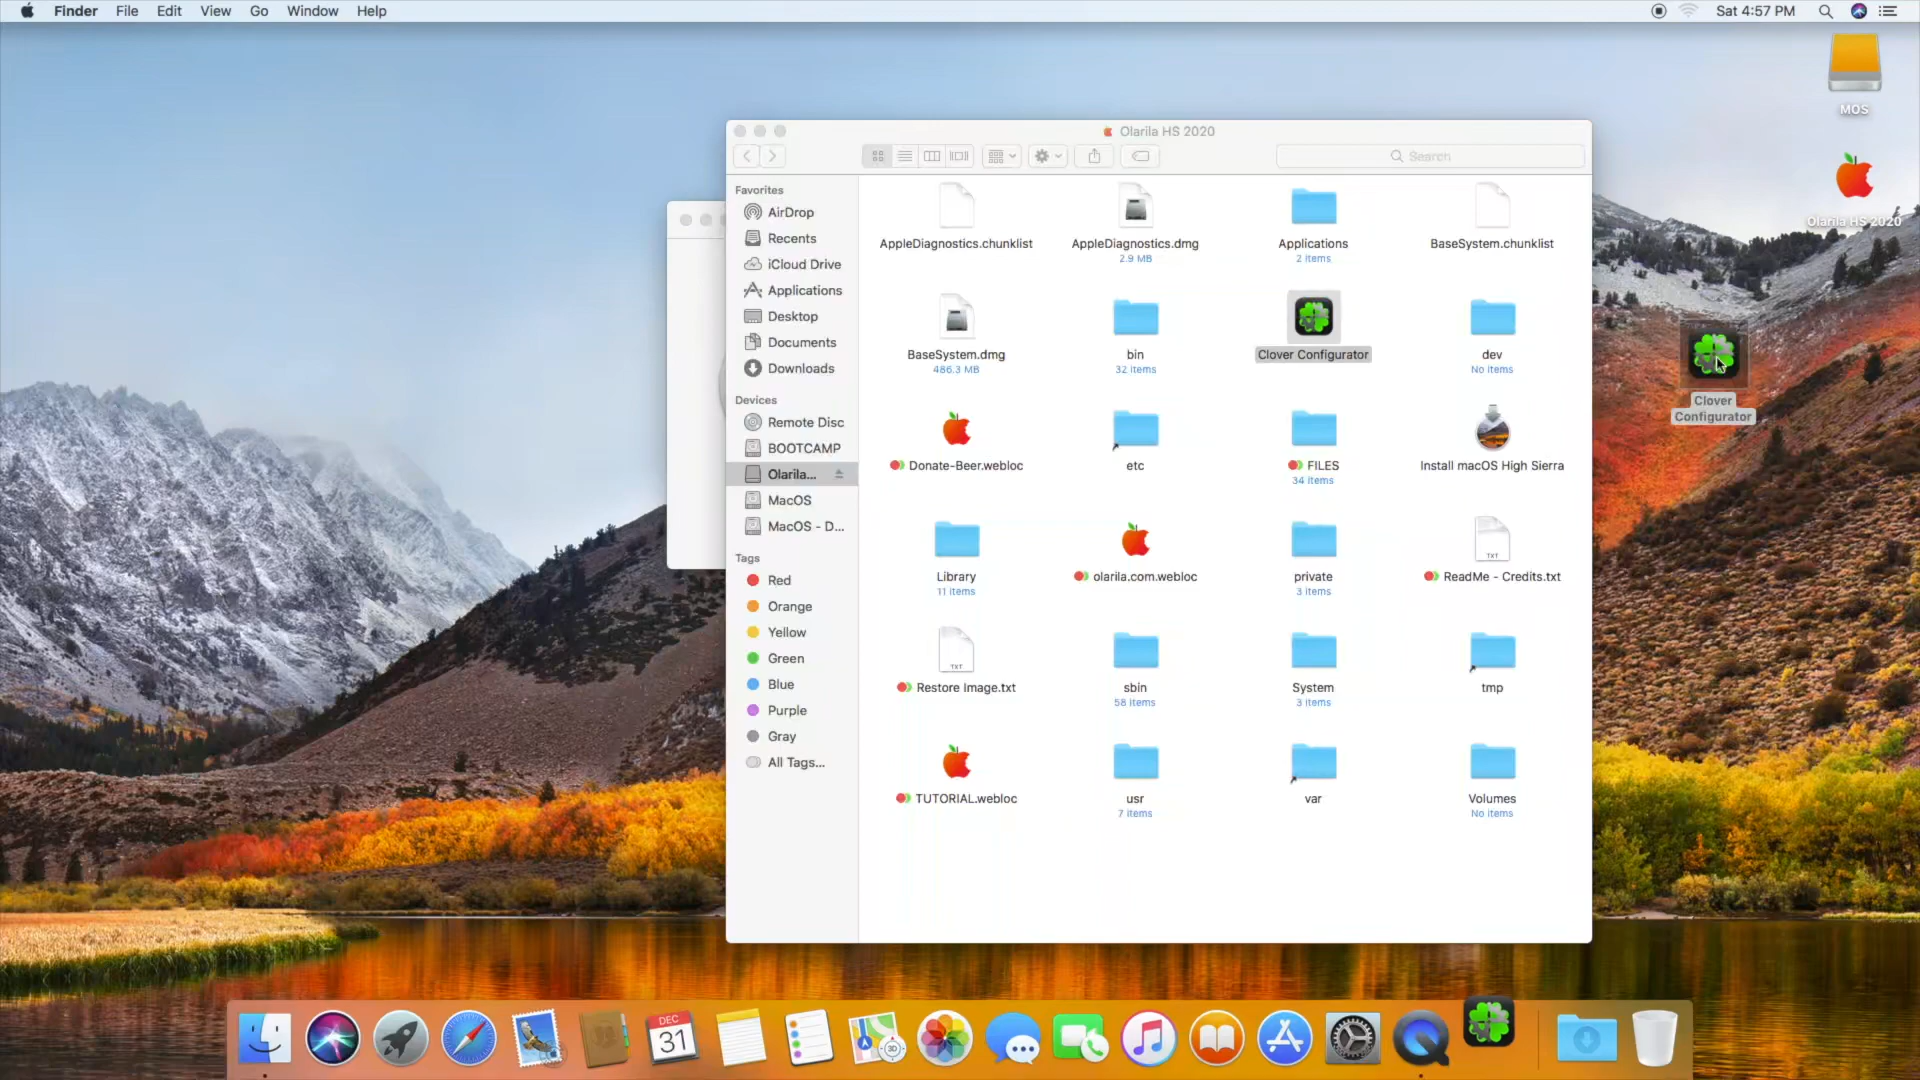 Finder File Edit View Go Window Help
Sat 4:57 PM
MOS
Olarila HS 2020
Clover
Configurator
Olarila HS 2020
Search
Favorites
AirDrop
Recents
iCloud Drive
Applications
Desktop
Documents
Downloads
Devices
Remote Disc
BOOTCAMP
Olarila...
MacOS
MacOS - D...
Tags
Red
Orange
Yellow
Green
Blue
Purple
Gray
All Tags...
AppleDiagnostics.chunklist
AppleDiagnostics.dmg
2.9 MB
Applications
2 items
BaseSystem.chunklist
BaseSystem.dmg
486.3 MB
bin
32 items
Clover Configurator
dev
No items
Donate-Beer.webloc
etc
FILES
34 items
Install macOS High Sierra
Library
11 items
olarila.com.webloc
private
3 items
TXT
ReadMe - Credits.txt
TXT
Restore Image.txt
sbin
58 items
System
3 items
tmp
TUTORIAL.webloc
usr
7 items
var
Volumes
No items
DEC
31
3D